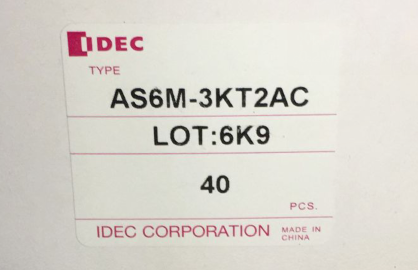 IDEC
TYPE
AS6M-3KT2AC
LOT:6K9
40
PCS.
IDEC CORPORATION MADE IN
CHINA